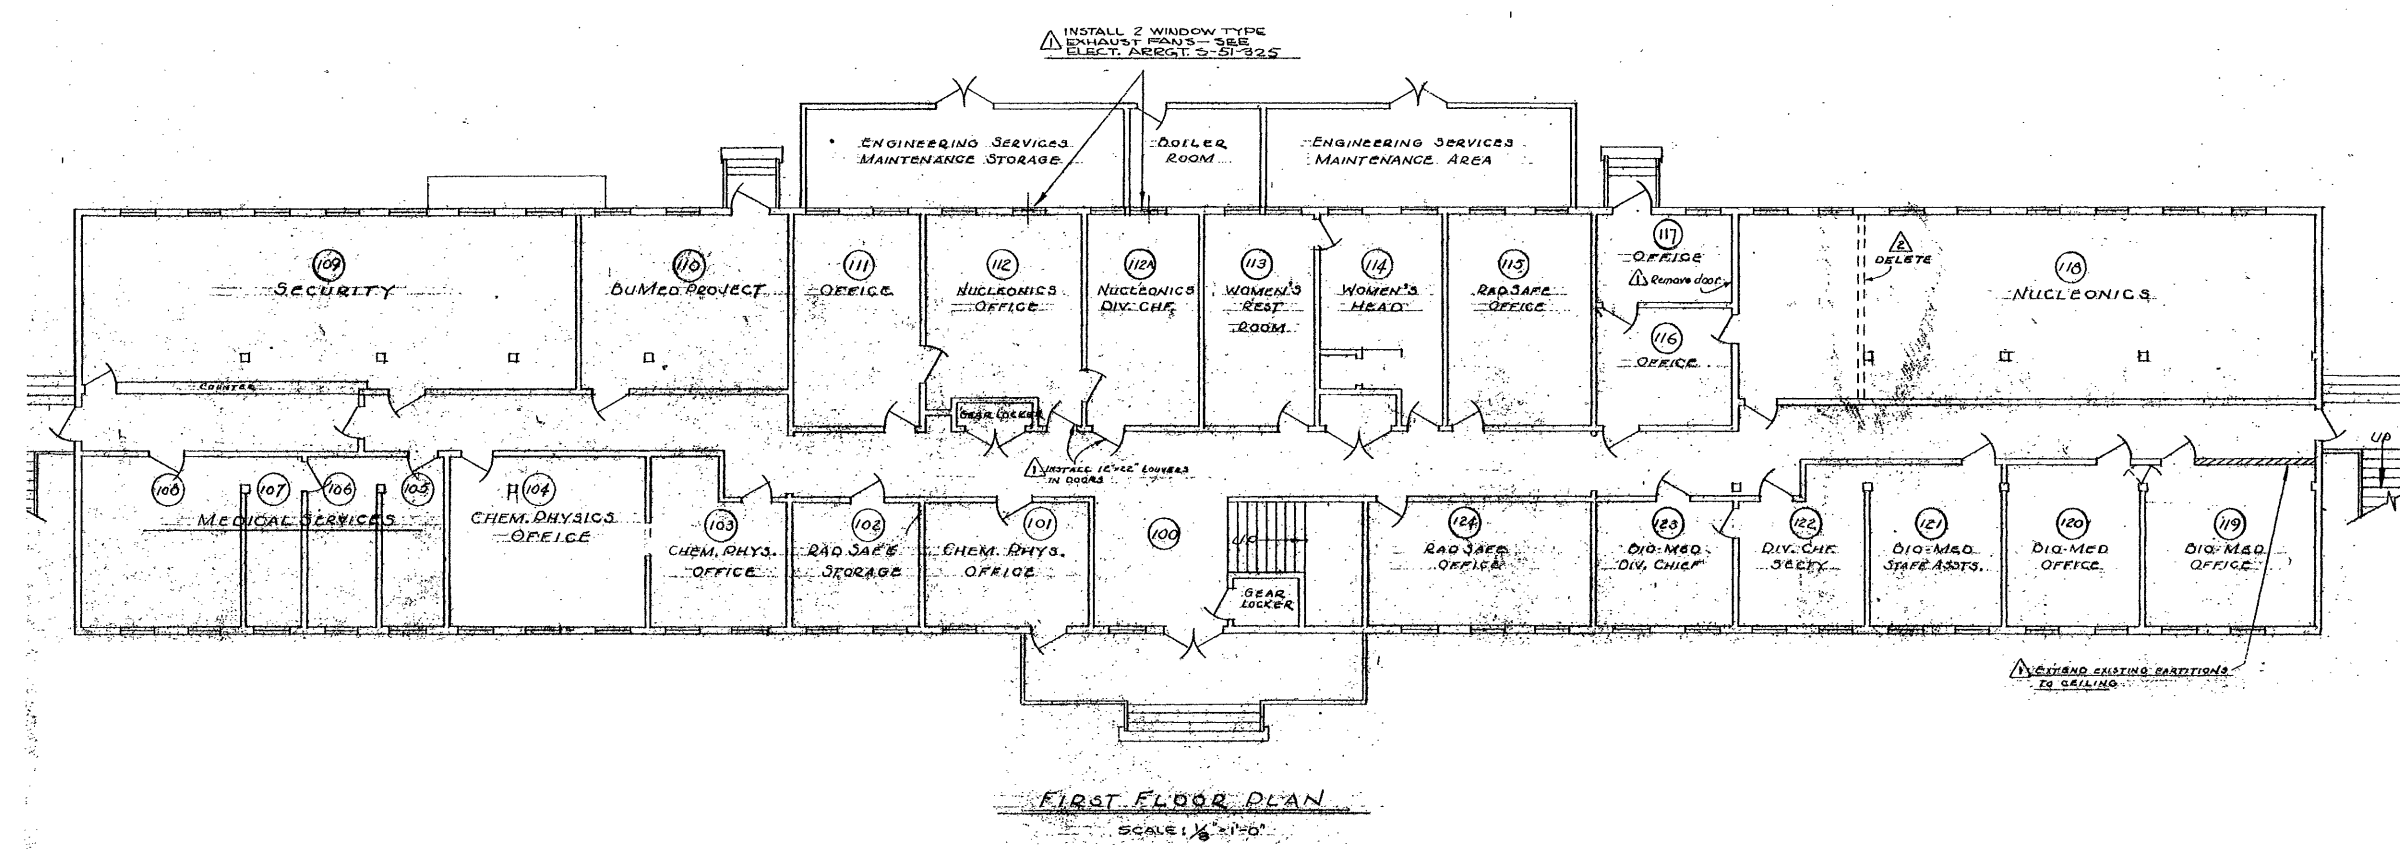 INSTALL 2 WINDOW TYPE
1 EXHAUST FANS - SEE
ELECT. ARRGT. S-51-325
ENGINEERING SERVICES
MAINTENANCE STORAGE
BOILER
ROOM
ENGINEERING SERVICES
MAINTENANCE AREA
109
SECURITY
COUNTER
110
BUMED PROJECT
111
OFFICE
112
NUCLEONICS
OFFICE
GEAR LOCKER
112A
NUCLEONICS
DIV. CHF.
113
WOMEN'S
REST
ROOM
114
WOMEN'S
HEAD
115
RADSAFE
OFFICE
117
OFFICE
1 Remove door
116
OFFICE
2
DELETE
118
NUCLEONICS
1 INSTALL 12"x22" LOUVERS
IN DOORS
UP
108
107
106
105
MEDICAL SERVICES
104
CHEM. PHYSICS
OFFICE
103
CHEM. PHYS.
OFFICE
102
RAD SAFE
STORAGE
101
CHEM. PHYS.
OFFICE
100
UP
GEAR
LOCKER
124
RAD SAFE
OFFICE
123
BIO-MED
DIV. CHIEF
122
DIV. CHF.
SECTY
121
BIO-MED
STAFF ASSTS.
120
BIO-MED
OFFICE
119
BIO-MED
OFFICE
1 EXTEND EXISTING PARTITIONS
TO CEILING
FIRST FLOOR PLAN
SCALE: 1/8"=1'-0"